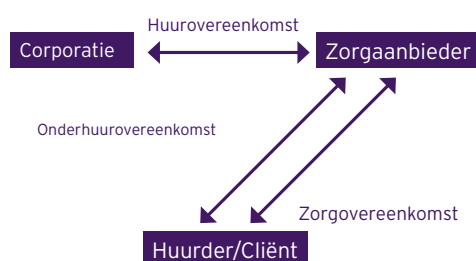 Huurovereenkomst
Corporatie
Zorgaanbieder
Onderhuurovereenkomst
Zorgovereenkomst
Huurder/Cliënt